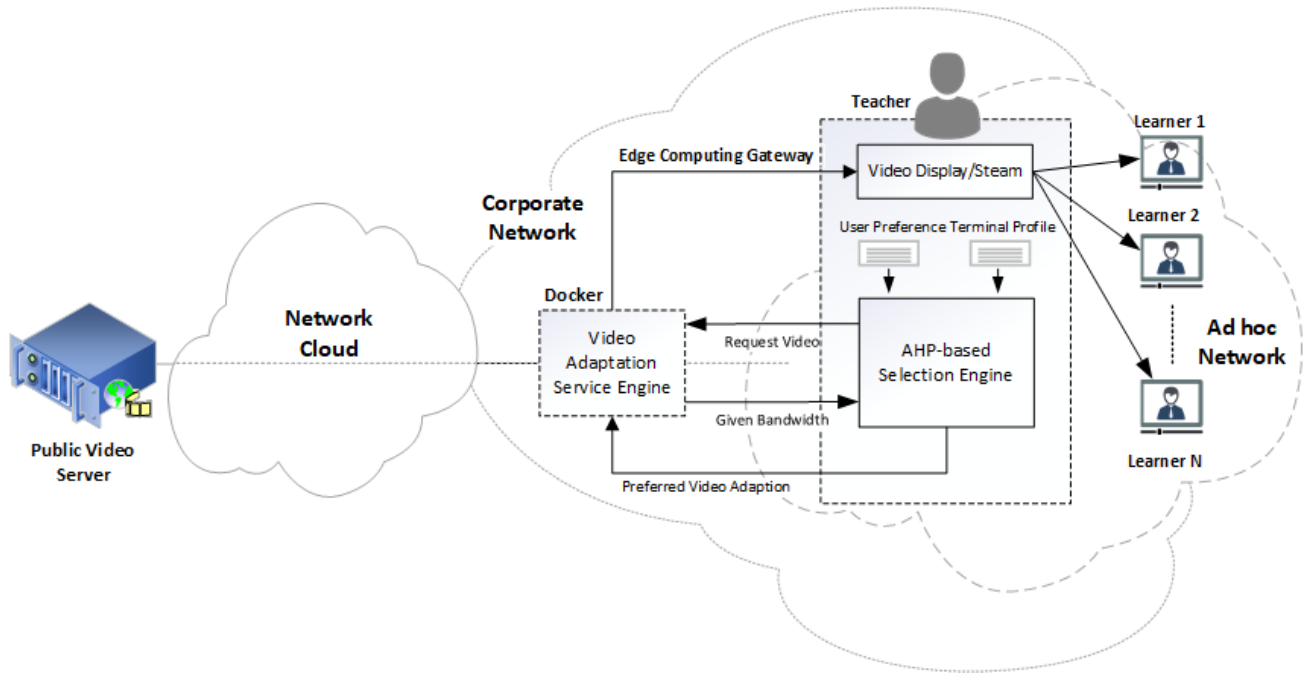 Teacher
Learner 1
Edge Computing Gateway
Video Display/Steam
Corporate
Network
Learner 2
User Preference Terminal Profile
Docker
Network
Cloud
Video
Adaptation
Service Engine
Request Video
AHP-based
Selection Engine
Ad hoc
Network
Given Bandwidth
Public Video
Server
Preferred Video Adaption
Learner N